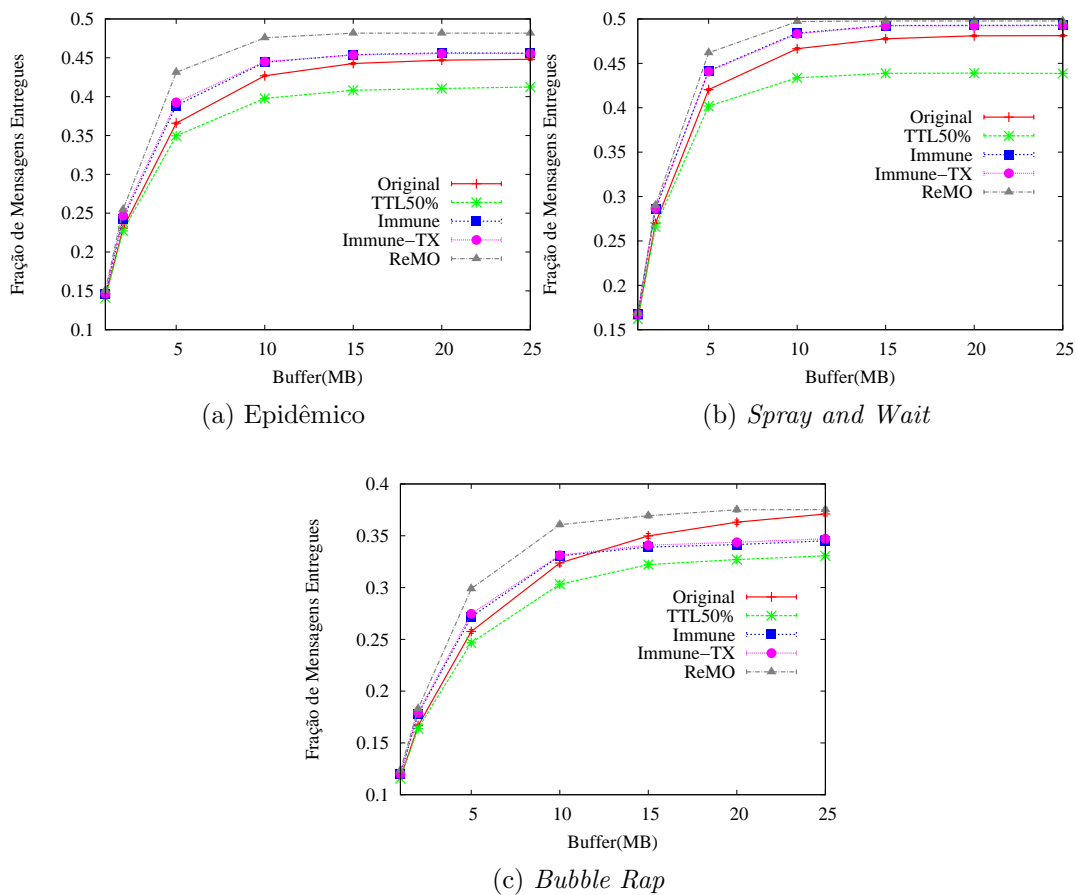 0.5
0.45
0.4
0.35
0.3
0.25
0.2
0.15
0.1
5 10 15 20 25
Fração de Mensagens Entregues
Buffer(MB)
Original
TTL50%
Immune
Immune−TX
ReMO
(a) Epidêmico
0.5
0.45
0.4
0.35
0.3
0.25
0.2
0.15
5 10 15 20 25
Fração de Mensagens Entregues
Buffer(MB)
Original
TTL50%
Immune
Immune−TX
ReMO
(b) Spray and Wait
0.4
0.35
0.3
0.25
0.2
0.15
0.1
5 10 15 20 25
Fração de Mensagens Entregues
Buffer(MB)
Original
TTL50%
Immune
Immune−TX
ReMO
(c) Bubble Rap